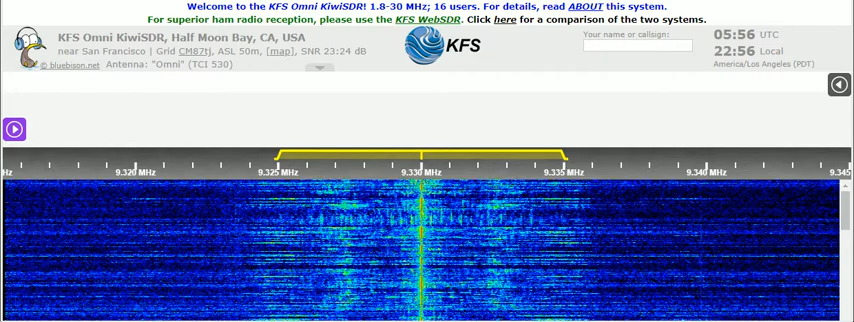 Welcome to the KFS Omni KiwiSDR! 1.8-30 MHz; 16 users. For details, read ABOUT this system.
For superior ham radio reception, please use the KFS WebSDR. Click here for a comparison of the two systems.
KFS Omni KiwiSDR, Half Moon Bay, CA, USA
near San Francisco | Grid CM87tj, ASL 50m, [map], SNR 23:24 dB
© bluebison.net Antenna: "Omni" (TCI 530)
KFS
Your name or callsign:
05:56 UTC
22:56 Local
America/Los Angeles (PDT)
Hz 9.320 MHz 9.325 MHz 9.330 MHz 9.335 MHz 9.340 MHz 9.345